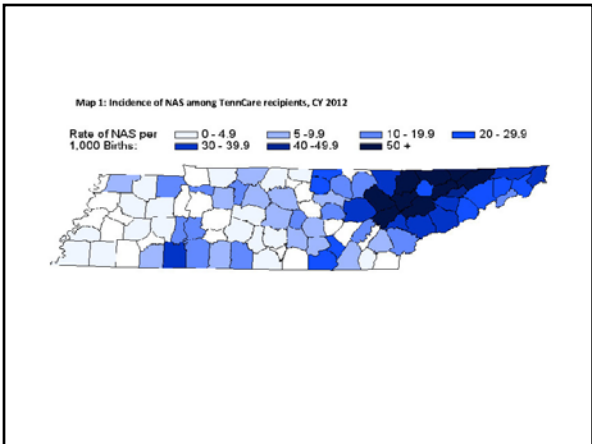 Map 1: Incidence of NAS among TennCare recipients, CY 2012
Rate of NAS per 0 - 4.9 5 -9.9 10 - 19.9 20 - 29.9
1,000 Births: 30 - 39.9 40 -49.9 50 +